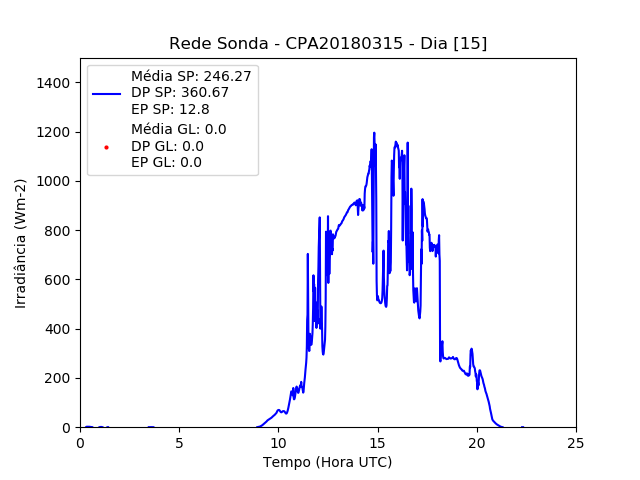 Rede Sonda - CPA20180315 - Dia [15]
Média SP: 246.27
DP SP: 360.67
EP SP: 12.8
Média GL: 0.0
DP GL: 0.0
EP GL: 0.0
1400
1200
1000
800
600
400
200
0
Irradiância (Wm-2)
0 5 10 15 20 25
Tempo (Hora UTC)